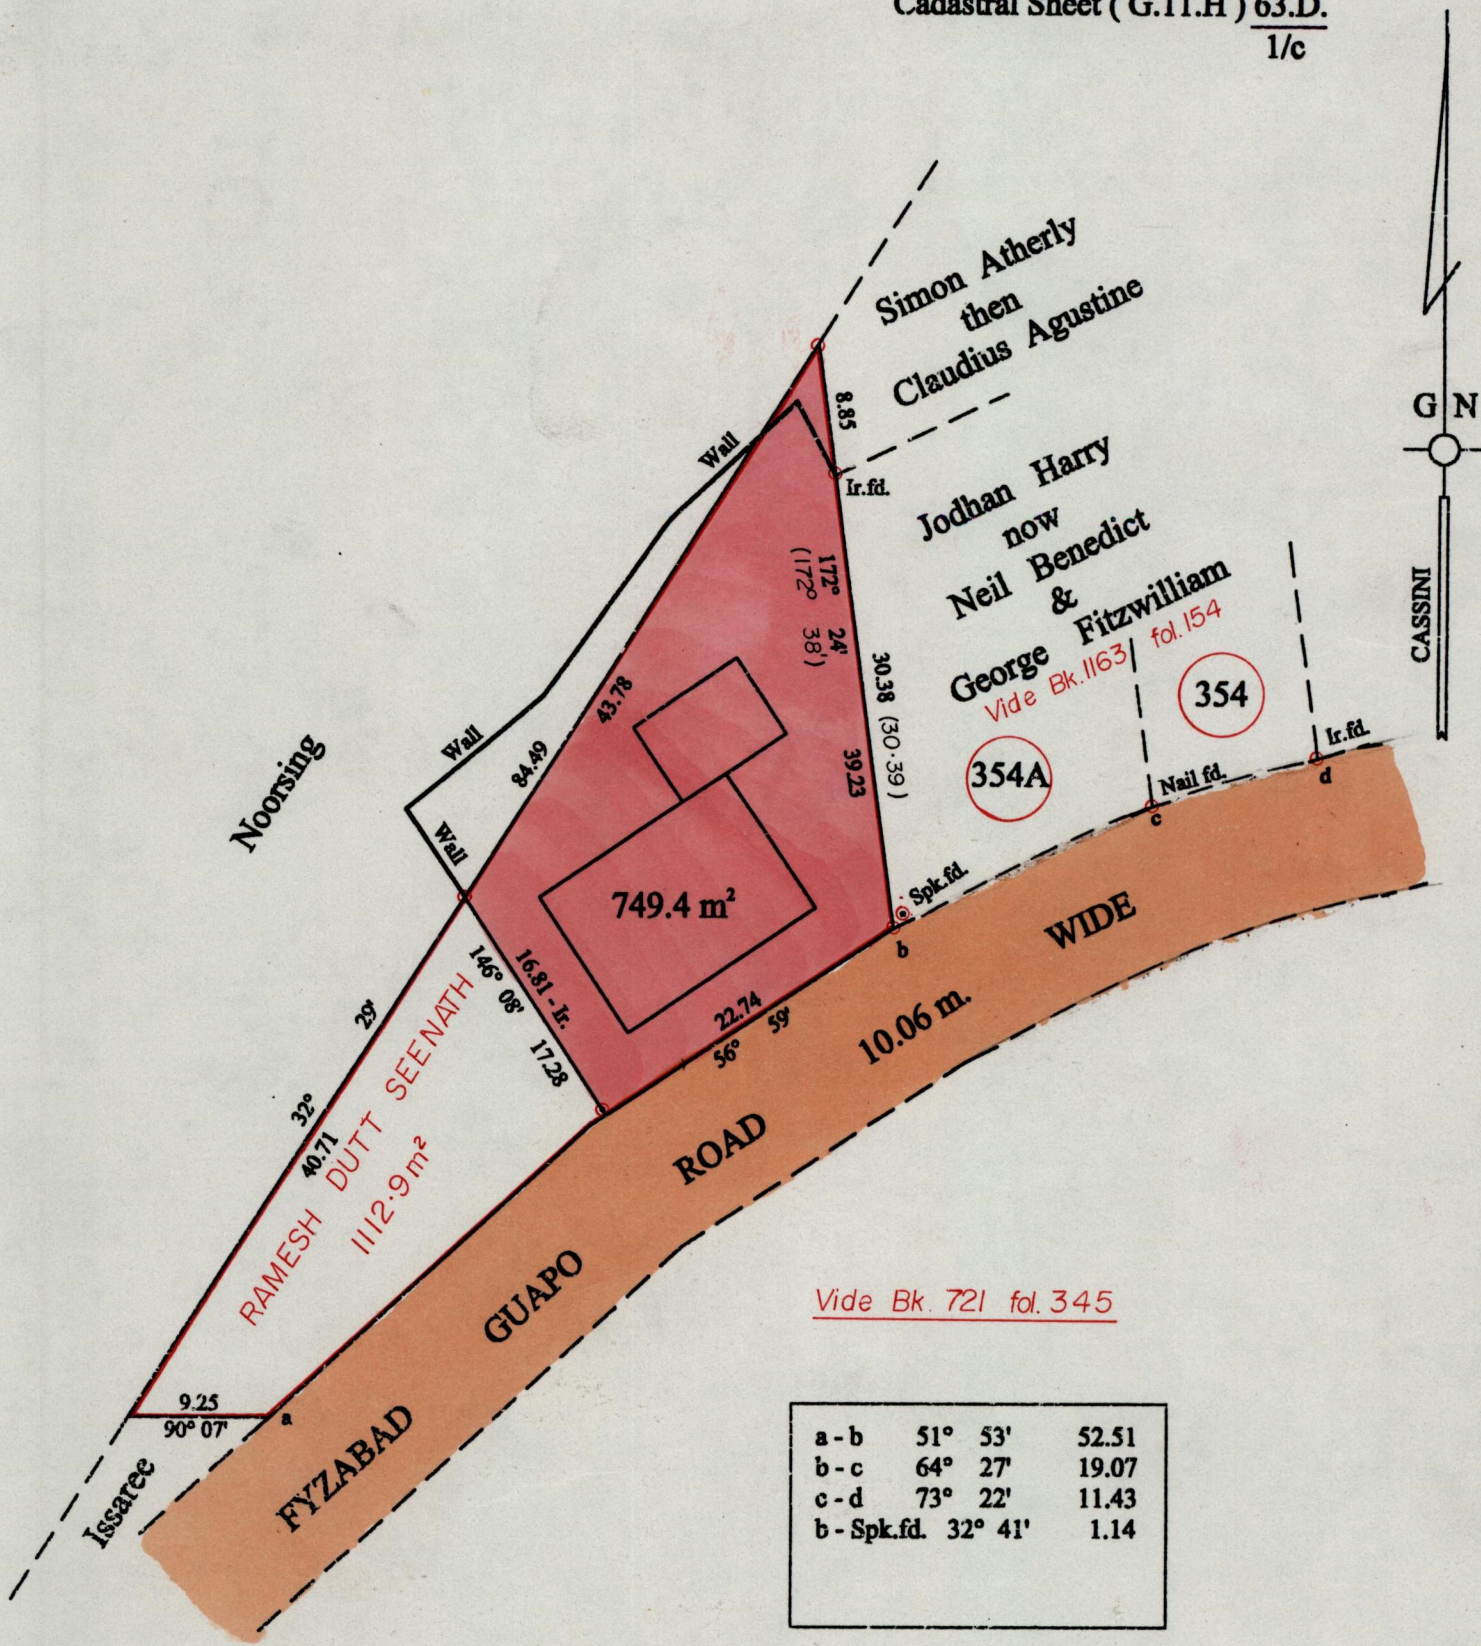 Cadastral Sheet ( G.11.H ) 63.D.
1/c
Simon Atherly
then
Claudius Agustine
8.85
G N
Wall
Ir.fd.
Jodhan Harry
now
Neil Benedict
&
George Fitzwilliam
Vide Bk.1163 fol.154
CASSINI
172° 24'
(172° 38')
30.38 (30.39)
39.23
43.78
84.49
Wall
Noorsing
Wall
354
354A
Ir.fd.
d
Nail fd.
c
Spk.fd.
b
749.4 m²
WIDE
16.81 - Ir.
146° 08'
17.28
22.74
56° 59'
10.06 m.
32° 29'
40.71
RAMESH DUTT SEENATH
1112.9 m²
ROAD
GUAPO
FYZABAD
Vide Bk. 721 fol. 345
9.25
90° 07'
a
Issaree
a - b 51° 53' 52.51
b - c 64° 27' 19.07
c - d 73° 22' 11.43
b - Spk.fd. 32° 41' 1.14